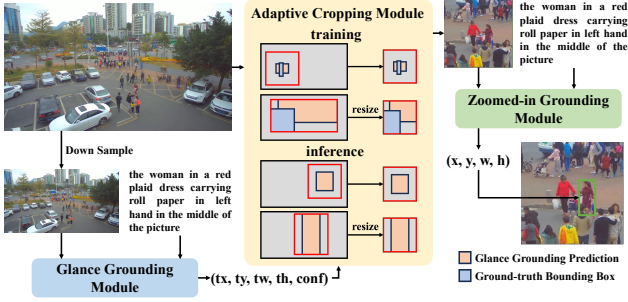 Adaptive Cropping Module
training
resize
inference
resize
Down Sample
the woman in a red
plaid dress carrying
roll paper in left
hand in the middle of
the picture
Glance Grounding
Module
(tx, ty, tw, th, conf)
the woman in a red
plaid dress carrying
roll paper in left hand
in the middle of the
picture
Zoomed-in Grounding
Module
(x, y, w, h)
Glance Grounding Prediction
Ground-truth Bounding Box